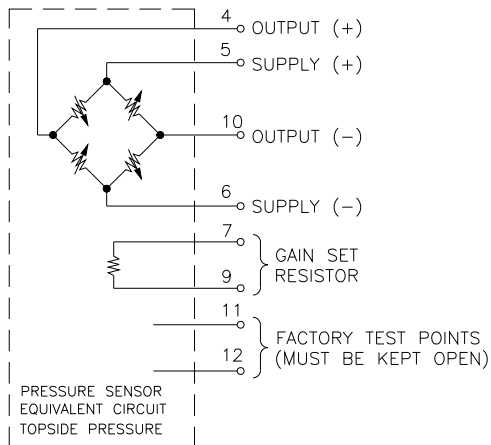 4
OUTPUT (+)
5
SUPPLY (+)
10
OUTPUT (−)
6
SUPPLY (−)
7
GAIN SET
RESISTOR
9
11
FACTORY TEST POINTS
(MUST BE KEPT OPEN)
12
PRESSURE SENSOR
EQUIVALENT CIRCUIT
TOPSIDE PRESSURE